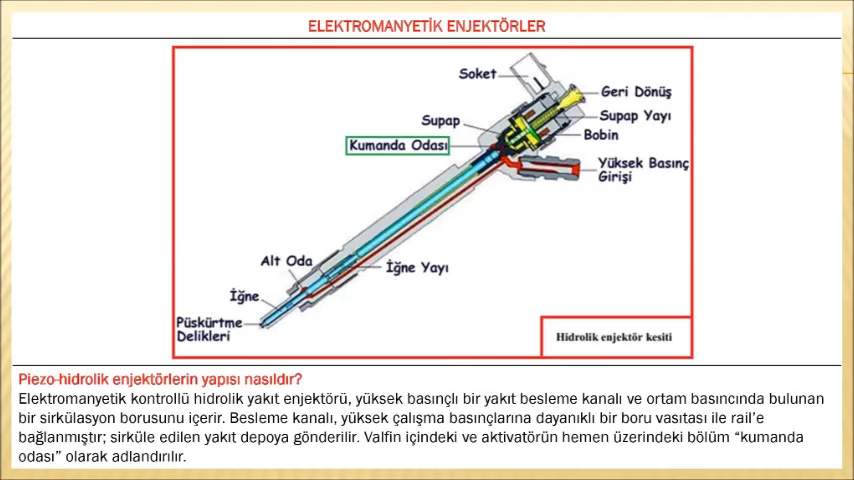 ELEKTROMANYETİK ENJEKTÖRLER
Soket
Geri Dönüş
Supap Yayı
Supap
Bobin
Kumanda Odası
Yüksek Basınç
Girişi
Alt Oda
İğne Yayı
İğne
Püskürtme
Delikleri
Hidrolik enjektör kesiti
Piezo-hidrolik enjektörlerin yapısı nasıldır?
Elektromanyetik kontrollü hidrolik yakıt enjektörü, yüksek basınçlı bir yakıt besleme kanalı ve ortam basıncında bulunan
bir sirkülasyon borusunu içerir. Besleme kanalı, yüksek çalışma basınçlarına dayanıklı bir boru vasıtası ile rail’e
bağlanmıştır; sirküle edilen yakıt depoya gönderilir. Valfin içindeki ve aktivatörün hemen üzerindeki bölüm “kumanda
odası” olarak adlandırılır.